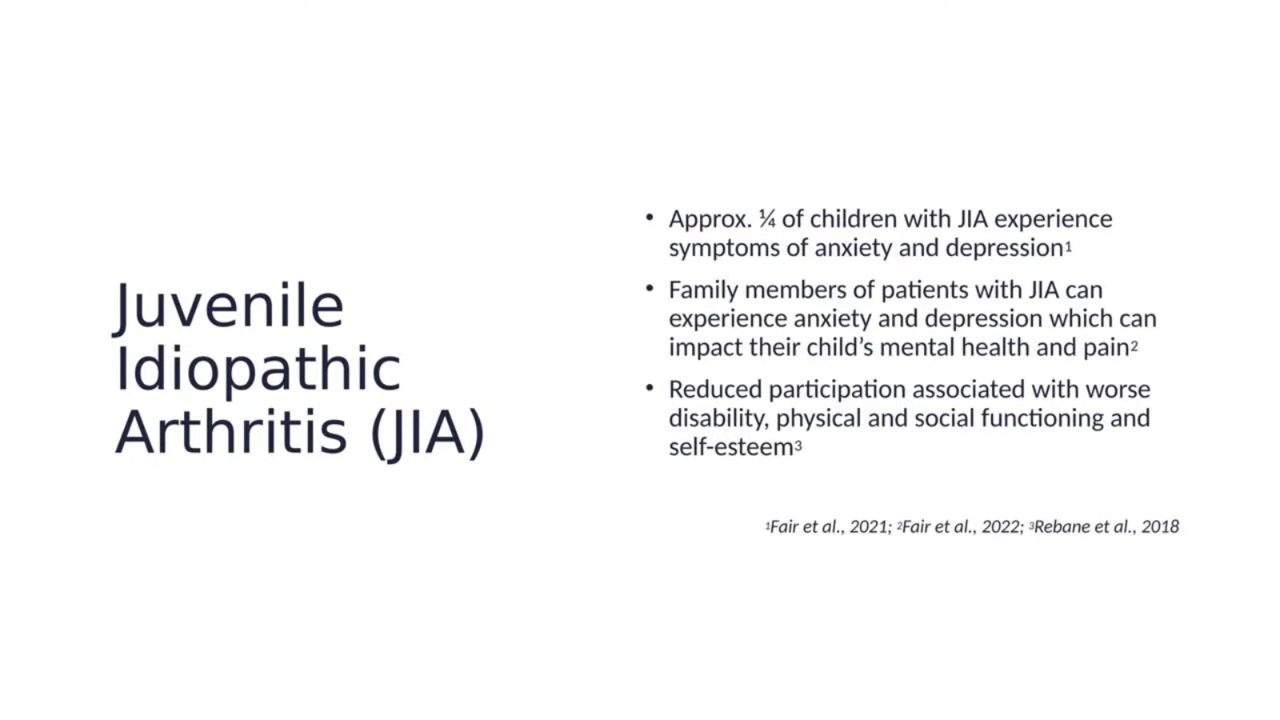 Juvenile
Idiopathic
Arthritis (JIA)
• Approx. ¼ of children with JIA experience
symptoms of anxiety and depression¹
• Family members of patients with JIA can
experience anxiety and depression which can
impact their child’s mental health and pain²
• Reduced participation associated with worse
disability, physical and social functioning and
self-esteem³
¹Fair et al., 2021; ²Fair et al., 2022; ³Rebane et al., 2018